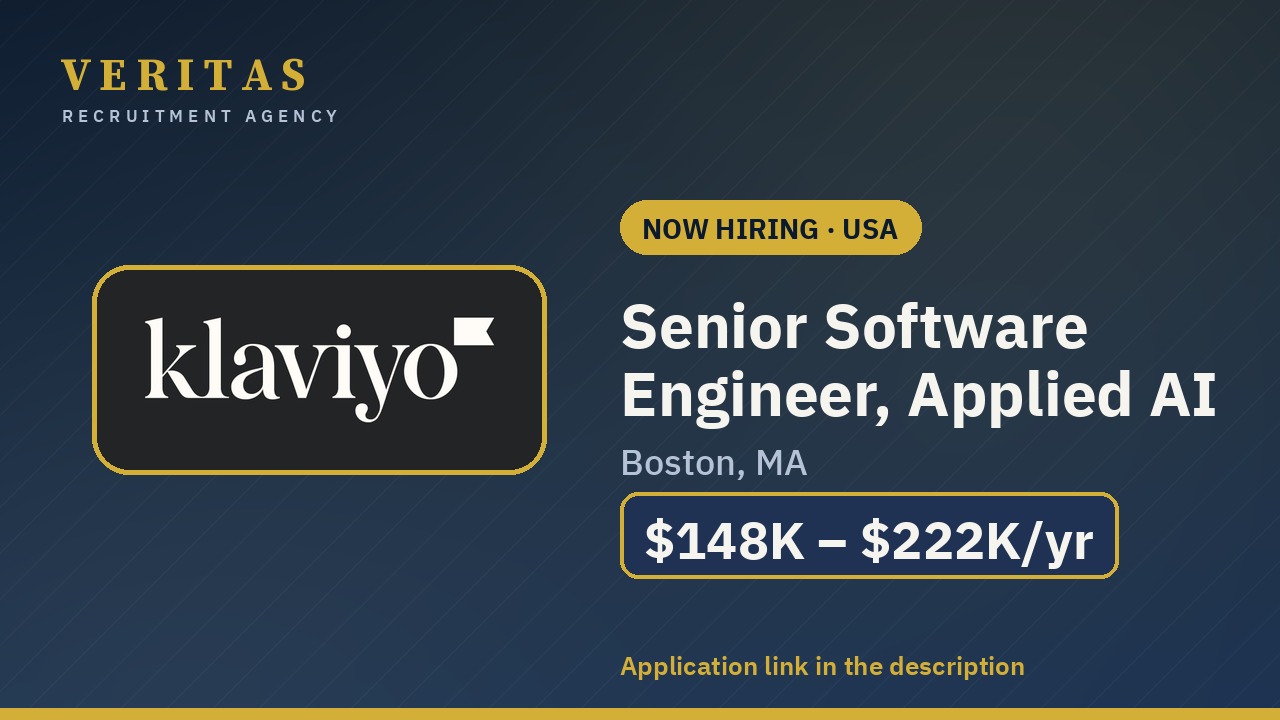 VERITAS
RECRUITMENT AGENCY
NOW HIRING · USA
klaviyo
Senior Software
Engineer, Applied AI
Boston, MA
$148K – $222K/yr
Application link in the description